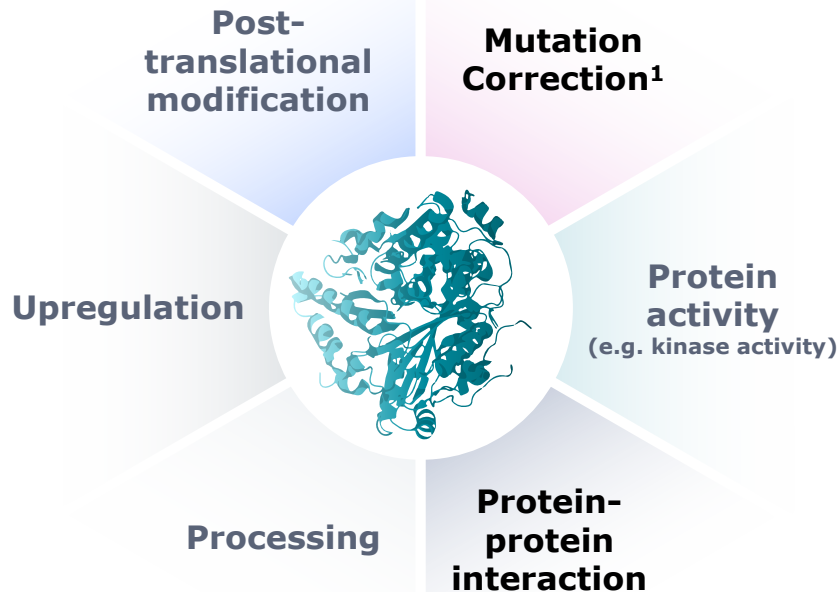 Post-
translational
modification
Mutation
Correction¹
Upregulation
Protein
activity
(e.g. kinase activity)
Processing
Protein-
protein
interaction